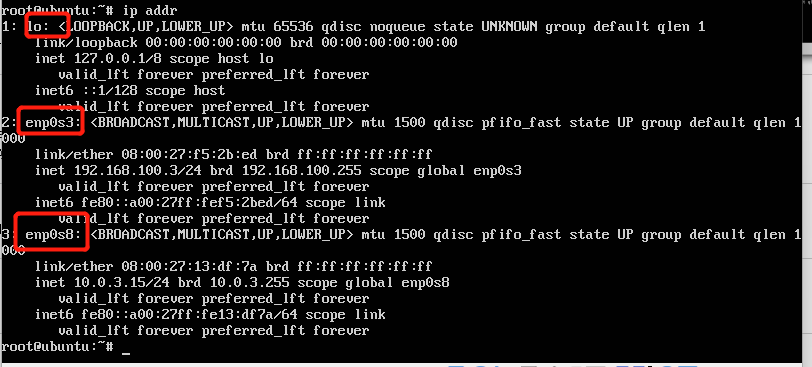 root@ubuntu:~# ip addr
1: lo: <LOOPBACK,UP,LOWER_UP> mtu 65536 qdisc noqueue state UNKNOWN group default qlen 1
link/loopback 00:00:00:00:00:00 brd 00:00:00:00:00:00
inet 127.0.0.1/8 scope host lo
valid_lft forever preferred_lft forever
inet6 ::1/128 scope host
valid_lft forever preferred_lft forever
2: enp0s3: <BROADCAST,MULTICAST,UP,LOWER_UP> mtu 1500 qdisc pfifo_fast state UP group default qlen 1
000
link/ether 08:00:27:f5:2b:ed brd ff:ff:ff:ff:ff:ff
inet 192.168.100.3/24 brd 192.168.100.255 scope global enp0s3
valid_lft forever preferred_lft forever
inet6 fe80::a00:27ff:fef5:2bed/64 scope link
valid_lft forever preferred_lft forever
3: enp0s8: <BROADCAST,MULTICAST,UP,LOWER_UP> mtu 1500 qdisc pfifo_fast state UP group default qlen 1
000
link/ether 08:00:27:13:df:7a brd ff:ff:ff:ff:ff:ff
inet 10.0.3.15/24 brd 10.0.3.255 scope global enp0s8
valid_lft forever preferred_lft forever
inet6 fe80::a00:27ff:fe13:df7a/64 scope link
valid_lft forever preferred_lft forever
root@ubuntu:~# _